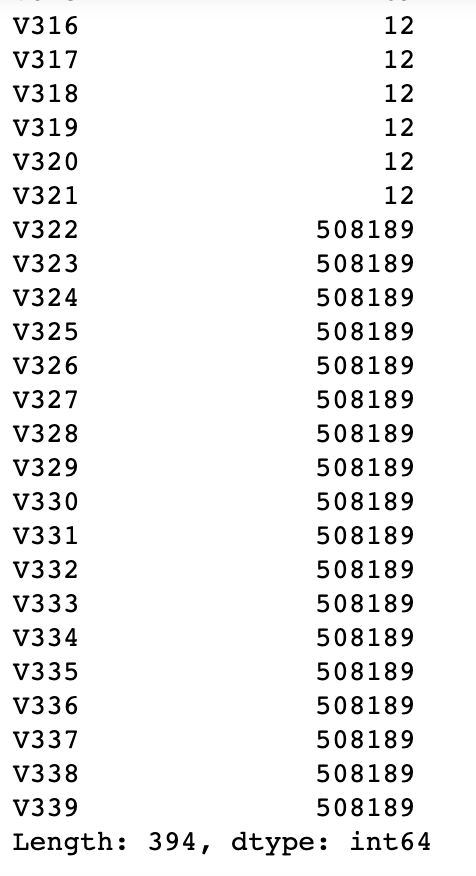 V316 12
V317 12
V318 12
V319 12
V320 12
V321 12
V322 508189
V323 508189
V324 508189
V325 508189
V326 508189
V327 508189
V328 508189
V329 508189
V330 508189
V331 508189
V332 508189
V333 508189
V334 508189
V335 508189
V336 508189
V337 508189
V338 508189
V339 508189
Length: 394, dtype: int64